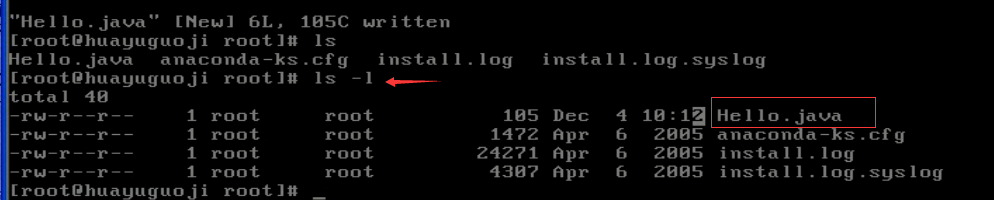 "Hello.java" [New] 6L, 105C written
[root@huayuguoji root]# ls
Hello.java  anaconda-ks.cfg  install.log  install.log.syslog
[root@huayuguoji root]# ls -l
total 40
-rw-r--r--    1 root     root          105 Dec  4 10:12 Hello.java
-rw-r--r--    1 root     root         1472 Apr  6  2005 anaconda-ks.cfg
-rw-r--r--    1 root     root        24271 Apr  6  2005 install.log
-rw-r--r--    1 root     root         4307 Apr  6  2005 install.log.syslog
[root@huayuguoji root]# _